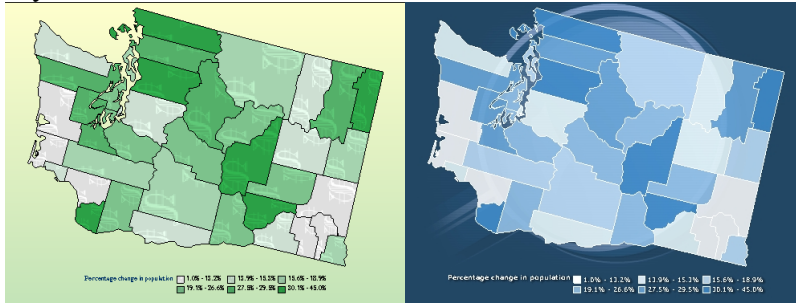 Percentage change in population 1.0% - 13.2% 13.9% - 15.3% 15.6% - 18.9%
19.1% - 26.6% 27.5% - 29.5% 30.1% - 45.0%
Percentage change in population 1.0% - 13.2% 13.9% - 15.3% 15.6% - 18.9%
19.1% - 26.6% 27.5% - 29.5% 30.1% - 45.0%